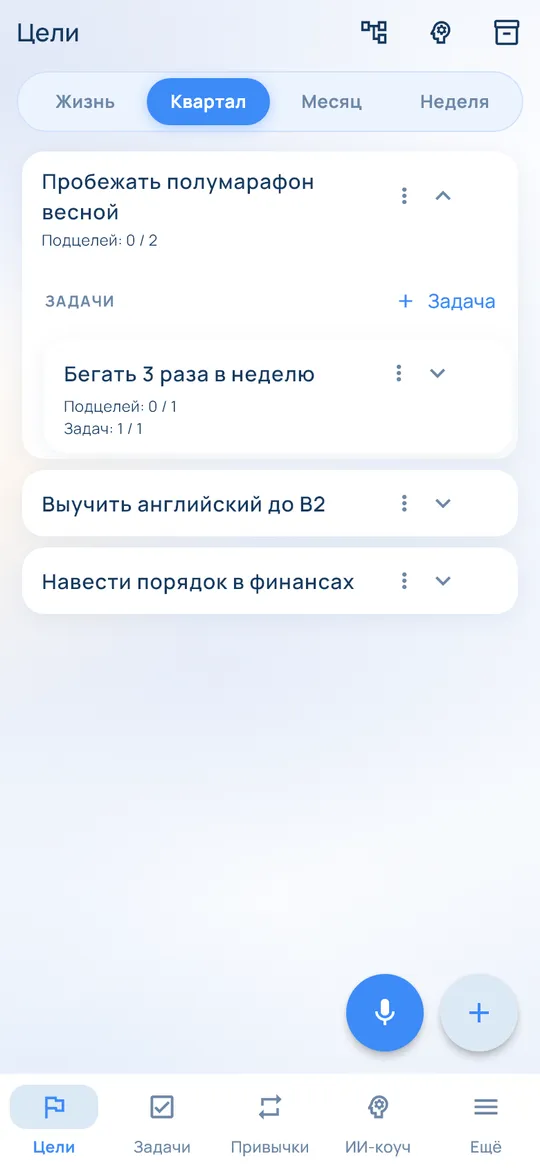 Цели
Жизнь Квартал Месяц Неделя
Пробежать полумарафон
весной
Подцелей: 0 / 2
ЗАДАЧИ
+ Задача
Бегать 3 раза в неделю
Подцелей: 0 / 1
Задач: 1 / 1
Выучить английский до B2
Навести порядок в финансах
Цели Задачи Привычки ИИ-коуч Ещё